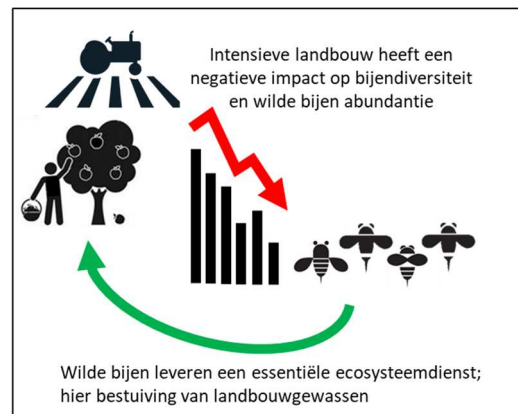 Intensieve landbouw heeft een
negatieve impact op bijendiversiteit
en wilde bijen abundantie
Wilde bijen leveren een essentiële ecosysteemdienst;
hier bestuiving van landbouwgewassen